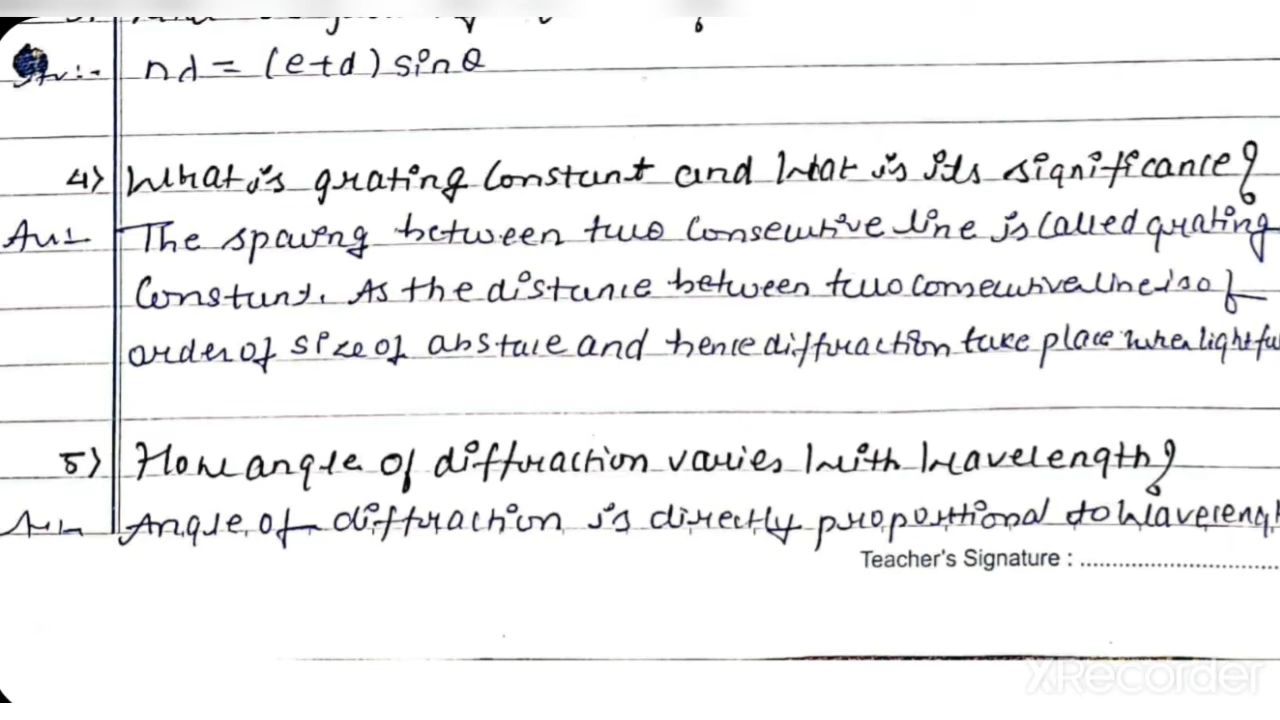 nλ = (e+d) sinθ
4) What is grating constant and what is its significance?
Ans The spacing between two consecutive line is called grating
Constant. As the distance between two consecutive line is of
order of size of abstace and hence diffraction take place when light
5) How angle of diffraction varies with wavelength?
Ans Angle of diffraction is directly proportional to
Teacher's Signature :
XRecorder